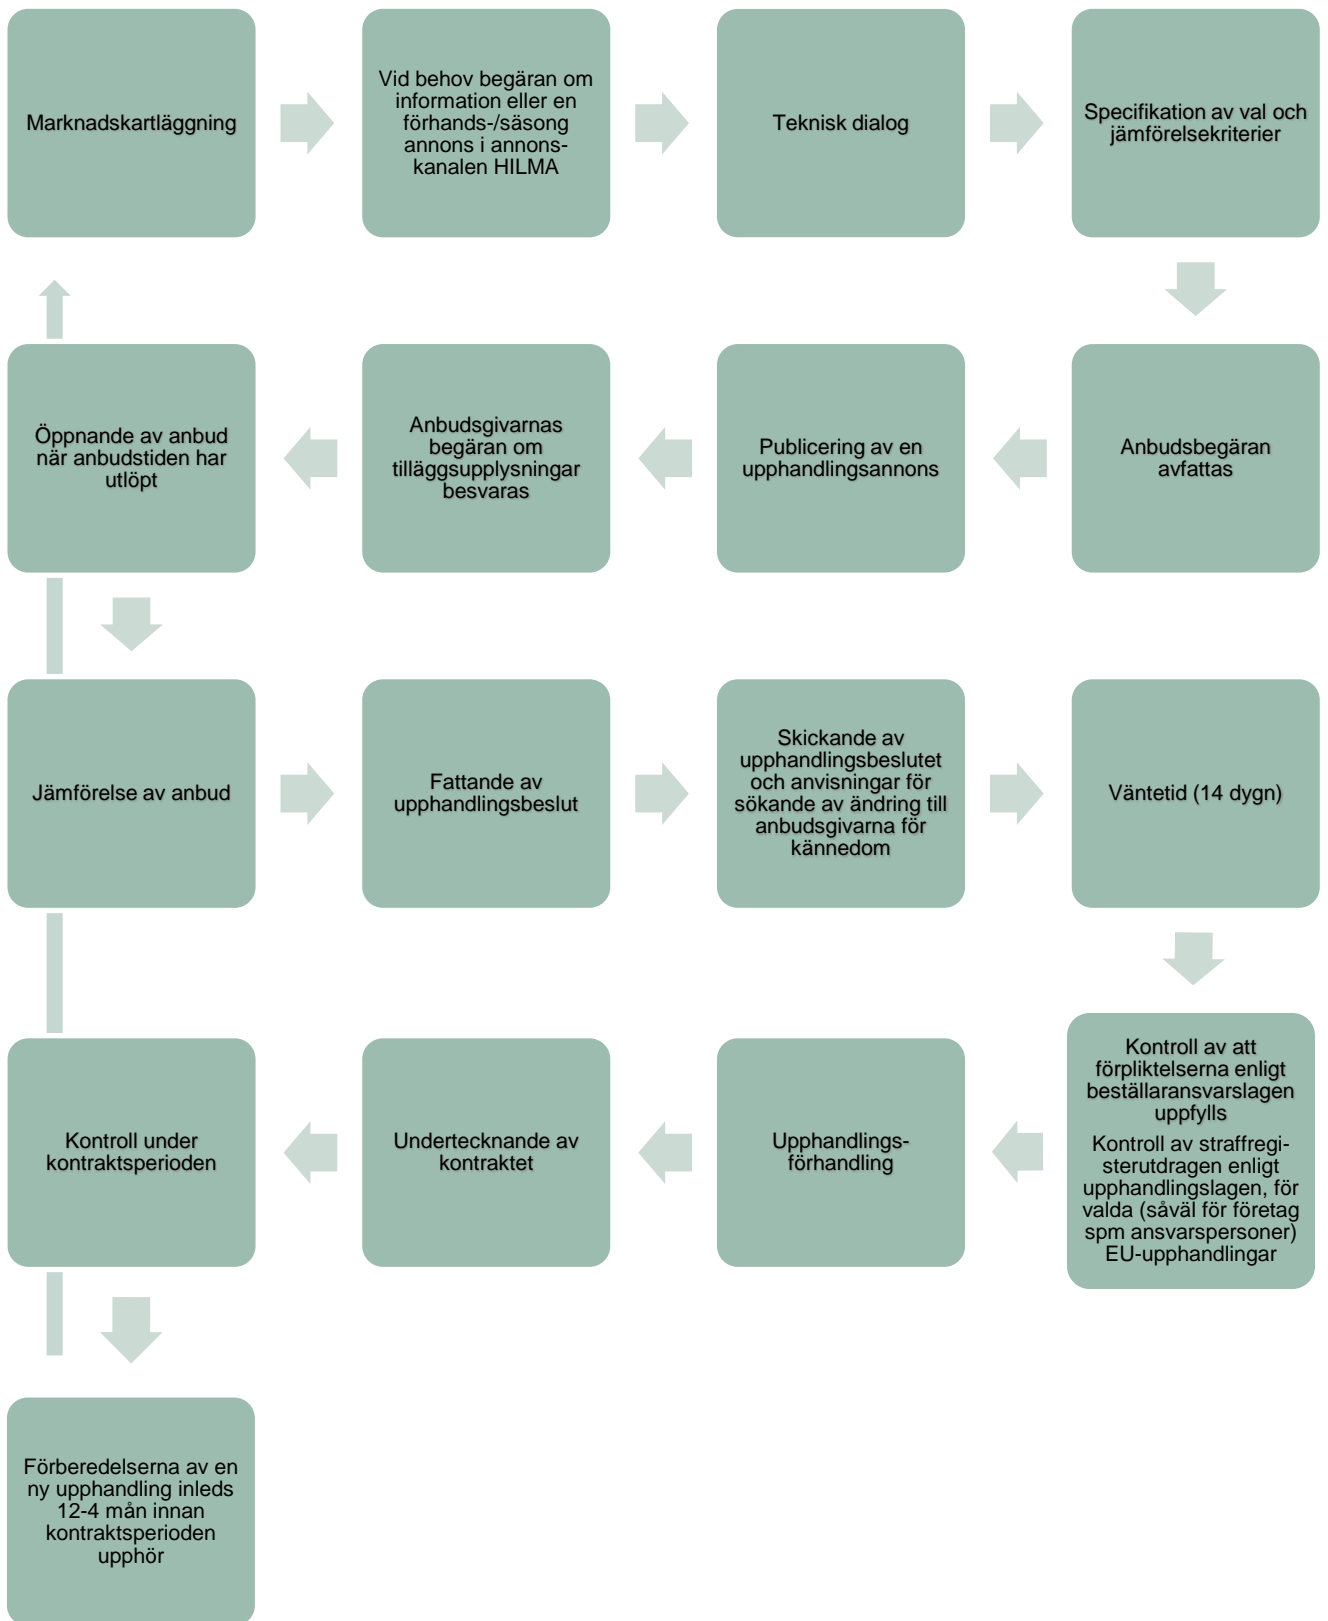 Marknadskartläggning
Vid behov begäran om
information eller en
förhands-/säsong
annons i annons-
kanalen HILMA
Teknisk dialog
Specifikation av val och
jämförelsekriterier
Anbudsbegäran
avfattas
Publicering av en
upphandlingsannons
Anbudsgivarnas
begäran om
tilläggsupplysningar
besvaras
Öppnande av anbud
när anbudstiden har
utlöpt
Jämförelse av anbud
Fattande av
upphandlingsbeslut
Skickande av
upphandlingsbeslutet
och anvisningar för
sökande av ändring till
anbudsgivarna för
kännedom
Väntetid (14 dygn)
Kontroll av att
förpliktelserna enligt
beställaransvarslagen
uppfylls
Kontroll av straffregi-
sterutdragen enligt
upphandlingslagen, för
valda (såväl för företag
spm ansvarspersoner)
EU-upphandlingar
Upphandlings-
förhandling
Undertecknande av
kontraktet
Kontroll under
kontraktsperioden
Förberedelserna av en
ny upphandling inleds
12-4 mån innan
kontraktsperioden
upphör